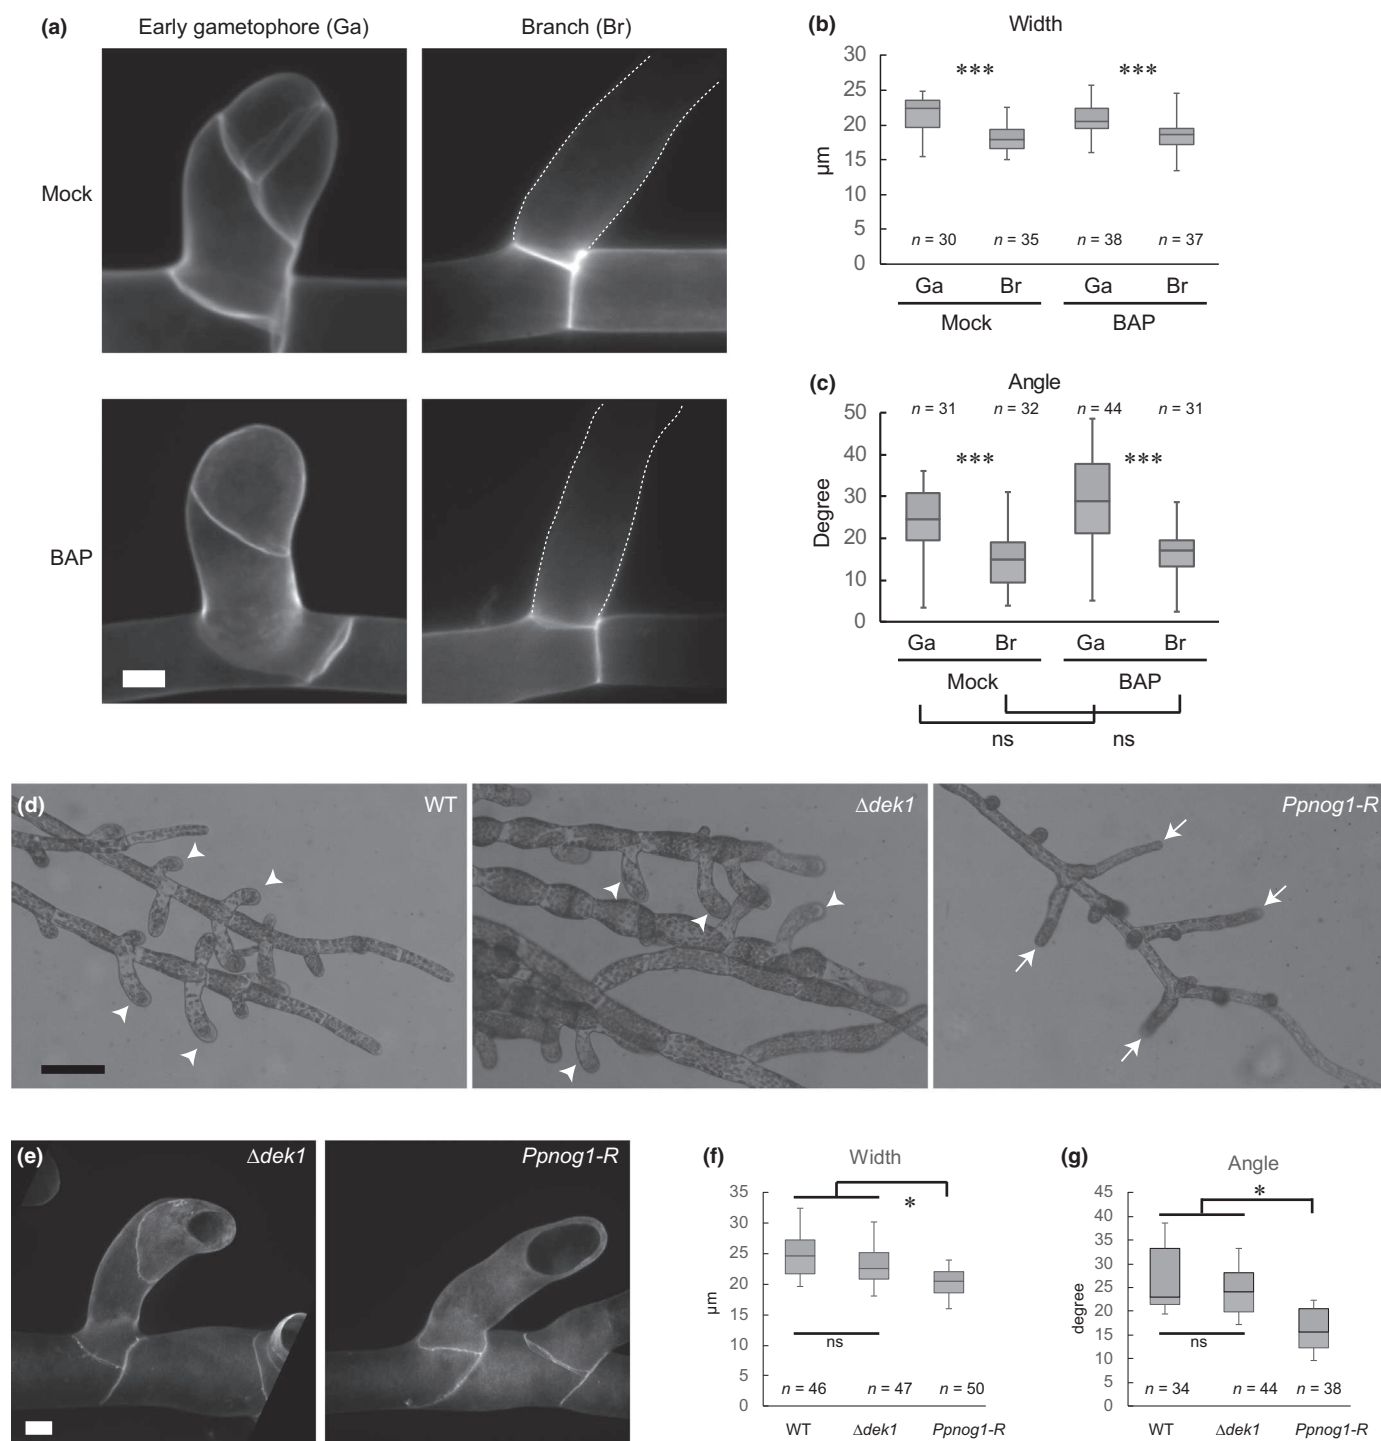 (a)
Early gametophore (Ga)
Branch (Br)
Mock
BAP
(b)
Width
30
25
20
15
10
5
0
µm
***
***
n = 30
n = 35
n = 38
n = 37
Ga
Br
Ga
Br
Mock
BAP
(c)
Angle
50
40
30
20
10
0
Degree
n = 31
n = 32
n = 44
n = 31
***
***
Ga
Br
Ga
Br
Mock
BAP
ns
ns
(d)
WT
Δdek1
Ppnog1-R
(e)
Δdek1
Ppnog1-R
(f)
Width
35
30
25
20
15
10
5
0
µm
*
ns
n = 46
n = 47
n = 50
WT
Δdek1
Ppnog1-R
(g)
Angle
45
40
35
30
25
20
15
10
5
0
degree
*
ns
n = 34
n = 44
n = 38
WT
Δdek1
Ppnog1-R